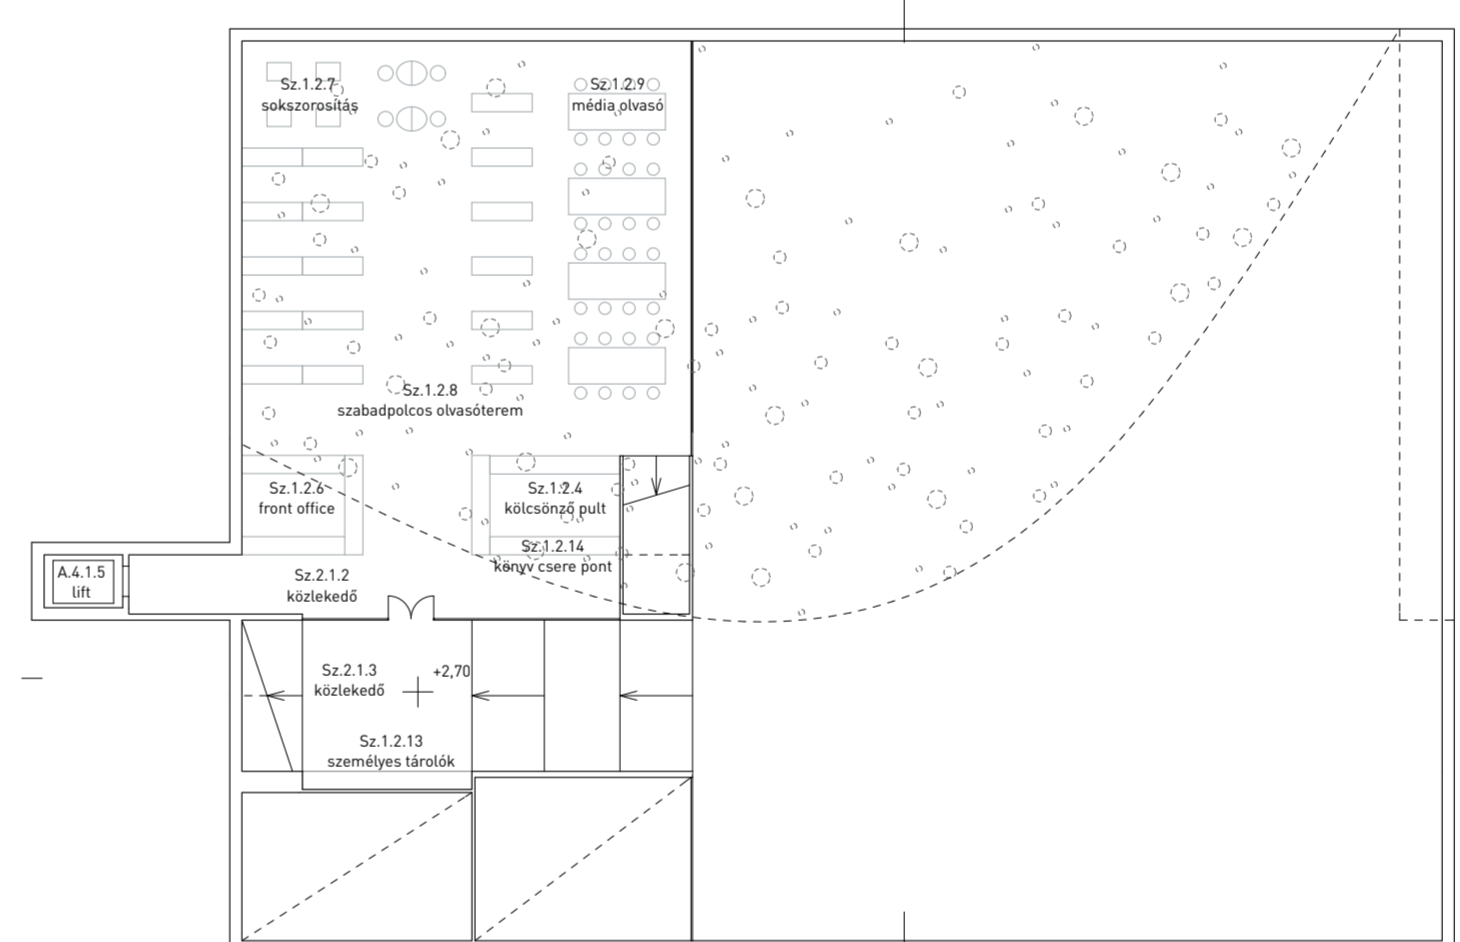 Sz.1.2.7
sokszorosítás
Sz.1.2.9
média olvasó
Sz.1.2.8
szabadpolcos olvasóterem
Sz.1.2.6
front office
Sz.1.2.4
kölcsönző pult
Sz.1.2.14
könyv csere pont
A.4.1.5
lift
Sz.2.1.2
közlekedő
Sz.2.1.3
közlekedő
+2,70
Sz.1.2.13
személyes tárolók